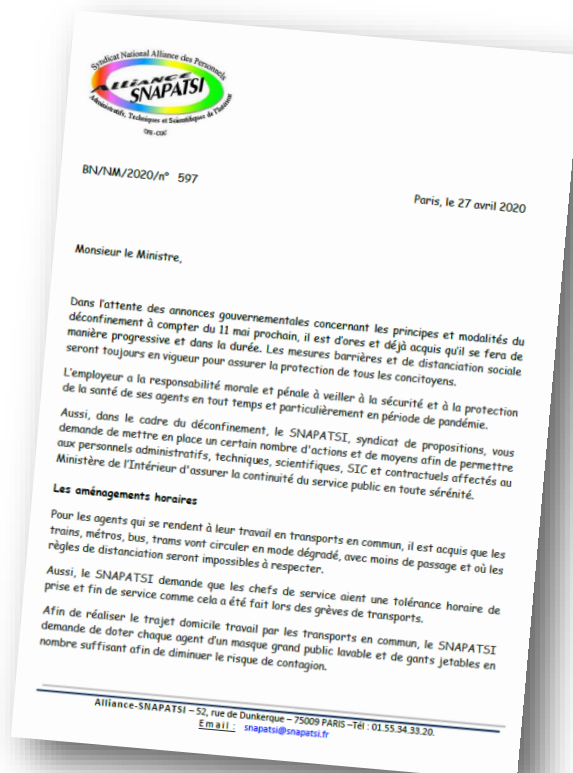 Syndicat National Alliance des Personnels
ALLIANCE
SNAPATSI
Administratifs, Techniques et Scientifiques de l'Intérieur
CFE-CGC
BN/NM/2020/n° 597
Paris, le 27 avril 2020
Monsieur le Ministre,
Dans l'attente des annonces gouvernementales concernant les principes et modalités du
déconfinement à compter du 11 mai prochain, il est d'ores et déjà acquis qu'il se fera de
manière progressive et dans la durée. Les mesures barrières et de distanciation sociale
seront toujours en vigueur pour assurer la protection de tous les concitoyens.
L'employeur a la responsabilité morale et pénale à veiller à la sécurité et à la protection
de la santé de ses agents en tout temps et particulièrement en période de pandémie.
Aussi, dans le cadre du déconfinement, le SNAPATSI, syndicat de propositions, vous
demande de mettre en place un certain nombre d'actions et de moyens afin de permettre
aux personnels administratifs, techniques, scientifiques, SIC et contractuels affectés au
Ministère de l'Intérieur d'assurer la continuité du service public en toute sérénité.
Les aménagements horaires
Pour les agents qui se rendent à leur travail en transports en commun, il est acquis que les
trains, métros, bus, trams vont circuler en mode dégradé, avec moins de passage et où les
règles de distanciation seront impossibles à respecter.
Aussi, le SNAPATSI demande que les chefs de service aient une tolérance horaire de
prise et fin de service comme cela a été fait lors des grèves de transports.
Afin de réaliser le trajet domicile travail par les transports en commun, le SNAPATSI
demande de doter chaque agent d'un masque grand public lavable et de gants jetables en
nombre suffisant afin de diminuer le risque de contagion.
Alliance-SNAPATSI – 52, rue de Dunkerque – 75009 PARIS –Tél : 01.55.34.33.20.
Email : snapatsi@snapatsi.fr